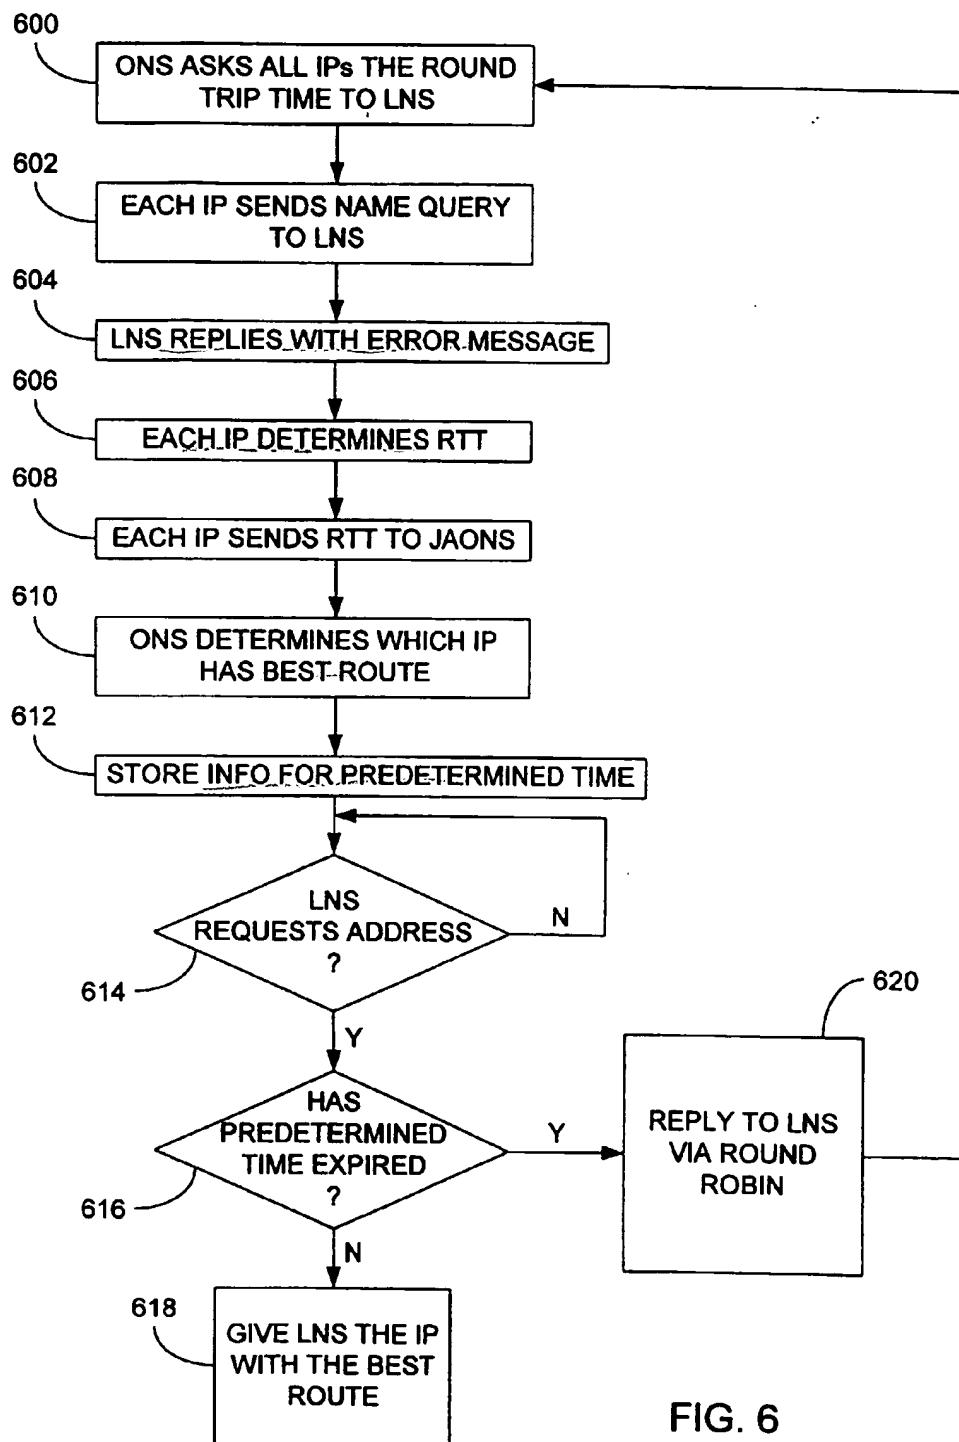 600
ONS ASKS ALL IPs THE ROUND
TRIP TIME TO LNS
602
EACH IP SENDS NAME QUERY
TO LNS
604
LNS REPLIES WITH ERROR MESSAGE
606
EACH IP DETERMINES RTT
608
EACH IP SENDS RTT TO JAONS
610
ONS DETERMINES WHICH IP
HAS BEST ROUTE
612
STORE INFO FOR PREDETERMINED TIME
LNS
REQUESTS ADDRESS
?
N
614
Y
620
HAS
PREDETERMINED
TIME EXPIRED
?
Y
616
N
REPLY TO LNS
VIA ROUND
ROBIN
618
GIVE LNS THE IP
WITH THE BEST
ROUTE
FIG. 6